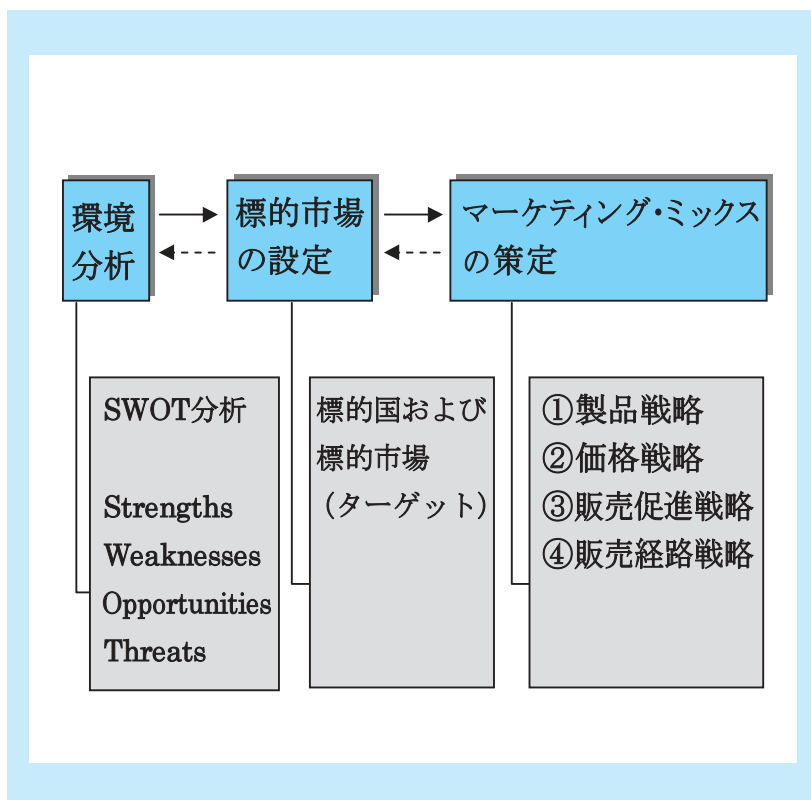 環境
分析
標的市場
の設定
マーケティング・ミックス
の策定
SWOT分析
Strengths
Weaknesses
Opportunities
Threats
標的国および
標的市場
（ターゲット）
①製品戦略
②価格戦略
③販売促進戦略
④販売経路戦略